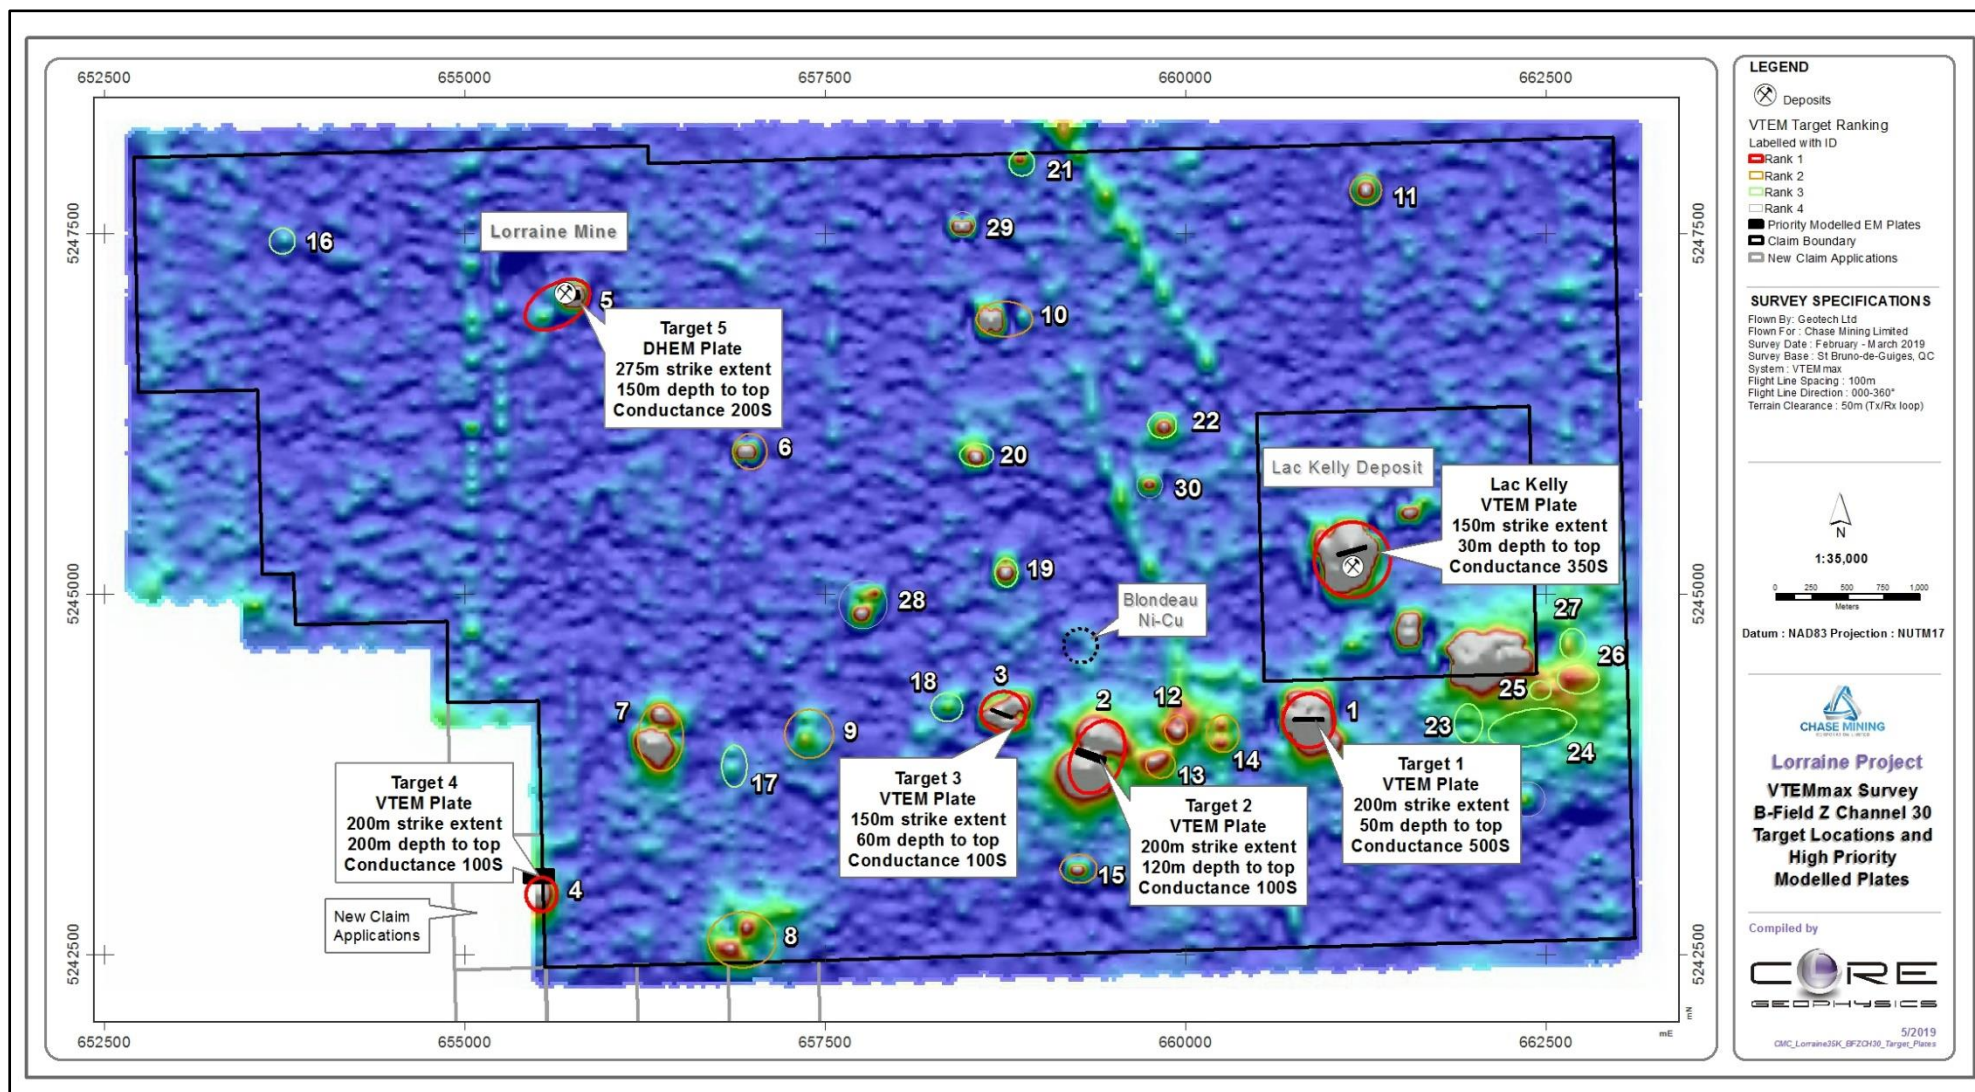 652500 655000 657500 660000 662500
5247500 5247500
5245000 5245000
5242500 5242500
21
11
29
16
Lorraine Mine
5
10
Target 5
DHEM Plate
275m strike extent
150m depth to top
Conductance 200S
22
6
20
30
Lac Kelly Deposit
Lac Kelly
VTEM Plate
150m strike extent
30m depth to top
Conductance 350S
19
28
Blondeau
Ni-Cu
27
26
25
18
3
2
12
1
7
9
23
24
14
13
17
Target 4
VTEM Plate
200m strike extent
200m depth to top
Conductance 100S
Target 3
VTEM Plate
150m strike extent
60m depth to top
Conductance 100S
Target 2
VTEM Plate
200m strike extent
120m depth to top
Conductance 100S
Target 1
VTEM Plate
200m strike extent
50m depth to top
Conductance 500S
15
4
New Claim
Applications
8
652500 655000 657500 660000 662500
mE
mN
LEGEND
Deposits
VTEM Target Ranking
Labelled with ID
Rank 1
Rank 2
Rank 3
Rank 4
Priority Modelled EM Plates
Claim Boundary
New Claim Applications
SURVEY SPECIFICATIONS
Flown By: Geotech Ltd
Flown For : Chase Mining Limited
Survey Date : February - March 2019
Survey Base : St Bruno-de-Guiges, QC
System : VTEMmax
Flight Line Spacing : 100m
Flight Line Direction : 000-360°
Terrain Clearance : 50m (Tx/Rx loop)
N
1:35,000
0 250 500 750 1,000
Meters
Datum : NAD83 Projection : NUTM17
CHASE MINING
CORPORATION LIMITED
Lorraine Project
VTEMmax Survey
B-Field Z Channel 30
Target Locations and
High Priority
Modelled Plates
Compiled by
CORE
GEOPHYSICS
5/2019
CMC_Lorraine35K_BFZCH30_Target_Plates